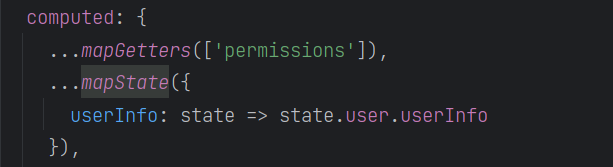 computed: {
...mapGetters(['permissions']),
...mapState({
userInfo: state => state.user.userInfo
}),